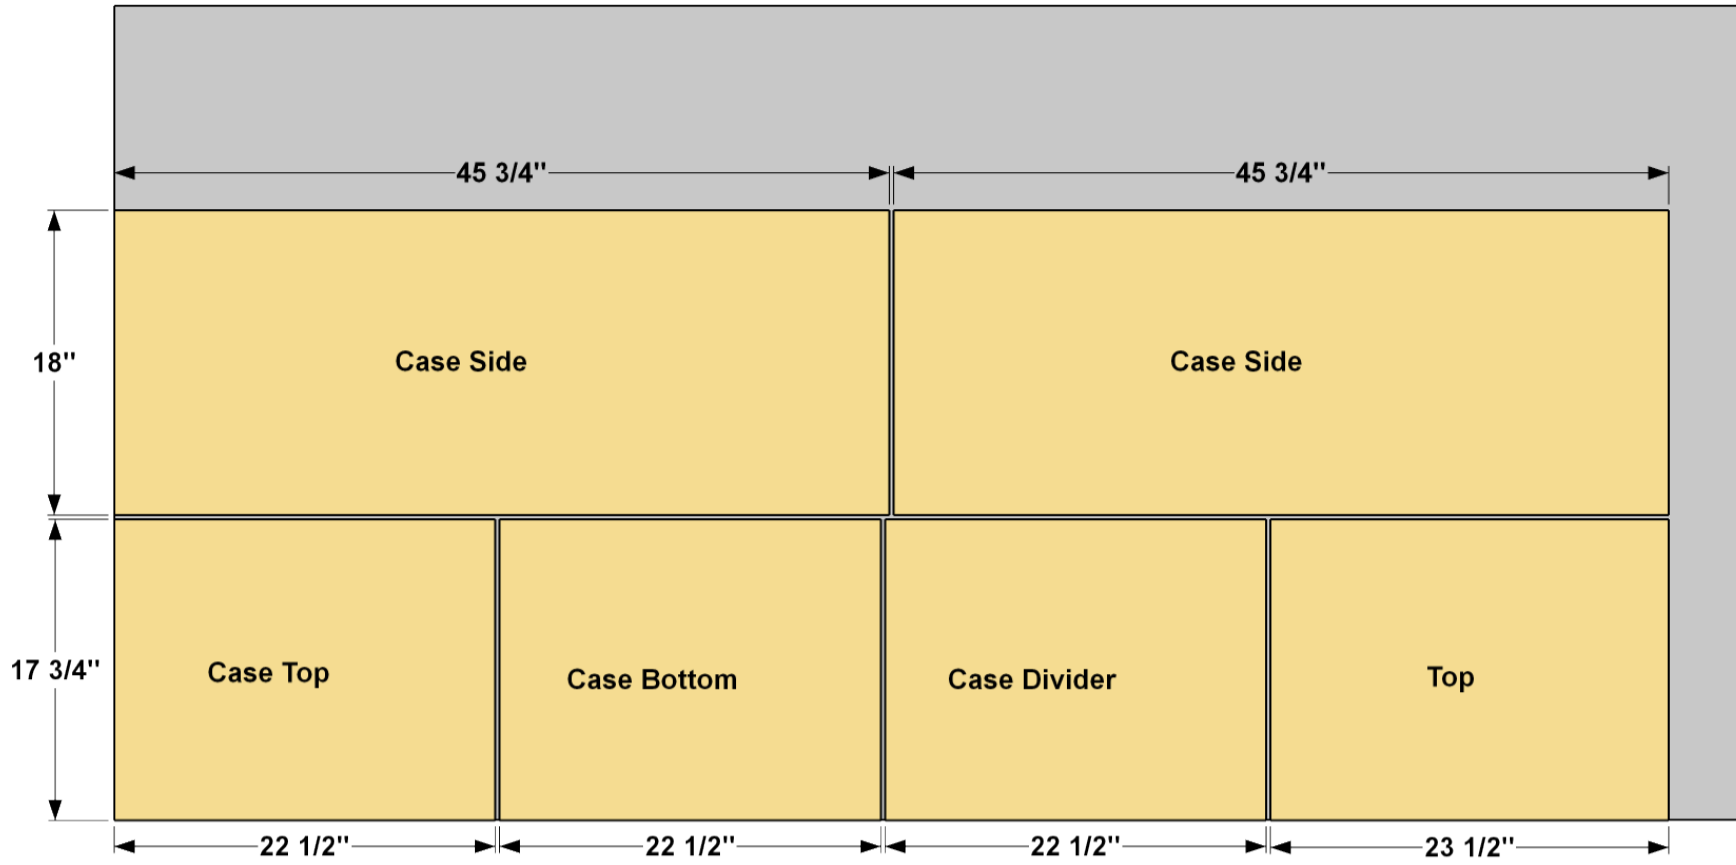 45 3/4" 45 3/4"
18" Case Side Case Side
17 3/4" Case Top Case Bottom Case Divider Top
22 1/2" 22 1/2" 22 1/2" 23 1/2"